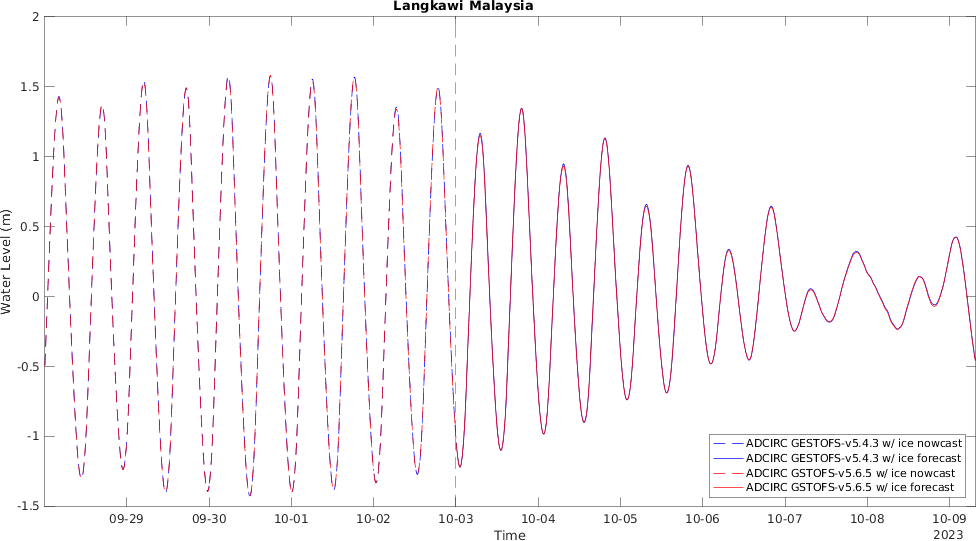 Langkawi Malaysia
2
1.5
1
0.5
0
-0.5
-1
-1.5
Water Level (m)
ADCIRC GESTOFS-v5.4.3 w/ ice nowcast
ADCIRC GESTOFS-v5.4.3 w/ ice forecast
ADCIRC GSTOFS-v5.6.5 w/ ice nowcast
ADCIRC GSTOFS-v5.6.5 w/ ice forecast
09-29 09-30 10-01 10-02 10-03 10-04 10-05 10-06 10-07 10-08 10-09
Time 2023